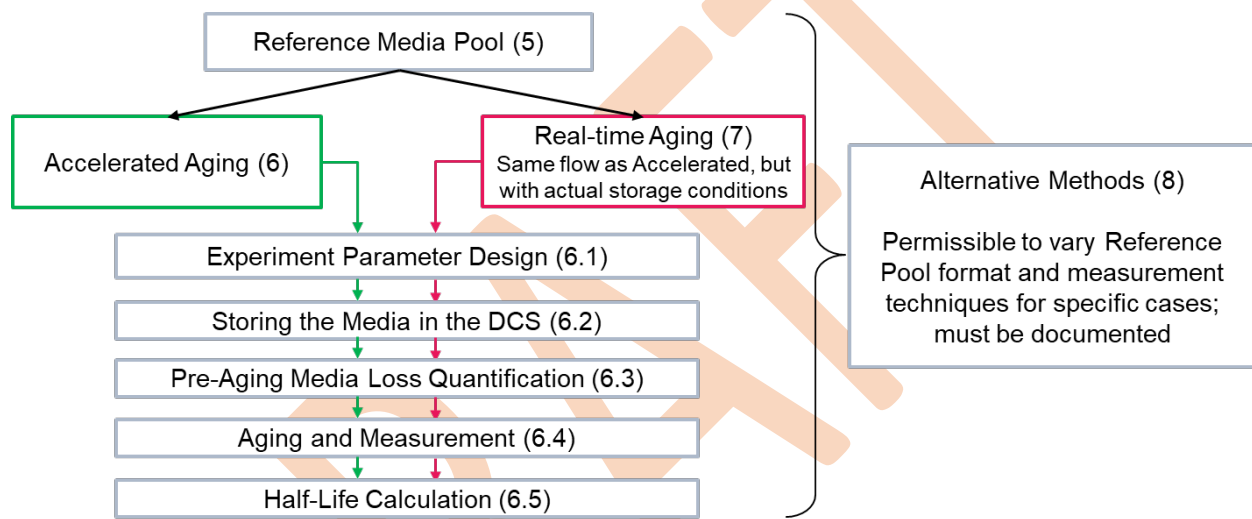 Reference Media Pool (5)
Accelerated Aging (6)
Real-time Aging (7)
Same flow as Accelerated, but
with actual storage conditions
Experiment Parameter Design (6.1)
Storing the Media in the DCS (6.2)
Pre-Aging Media Loss Quantification (6.3)
Aging and Measurement (6.4)
Half-Life Calculation (6.5)
Alternative Methods (8)
Permissible to vary Reference
Pool format and measurement
techniques for specific cases;
must be documented
DRAFT